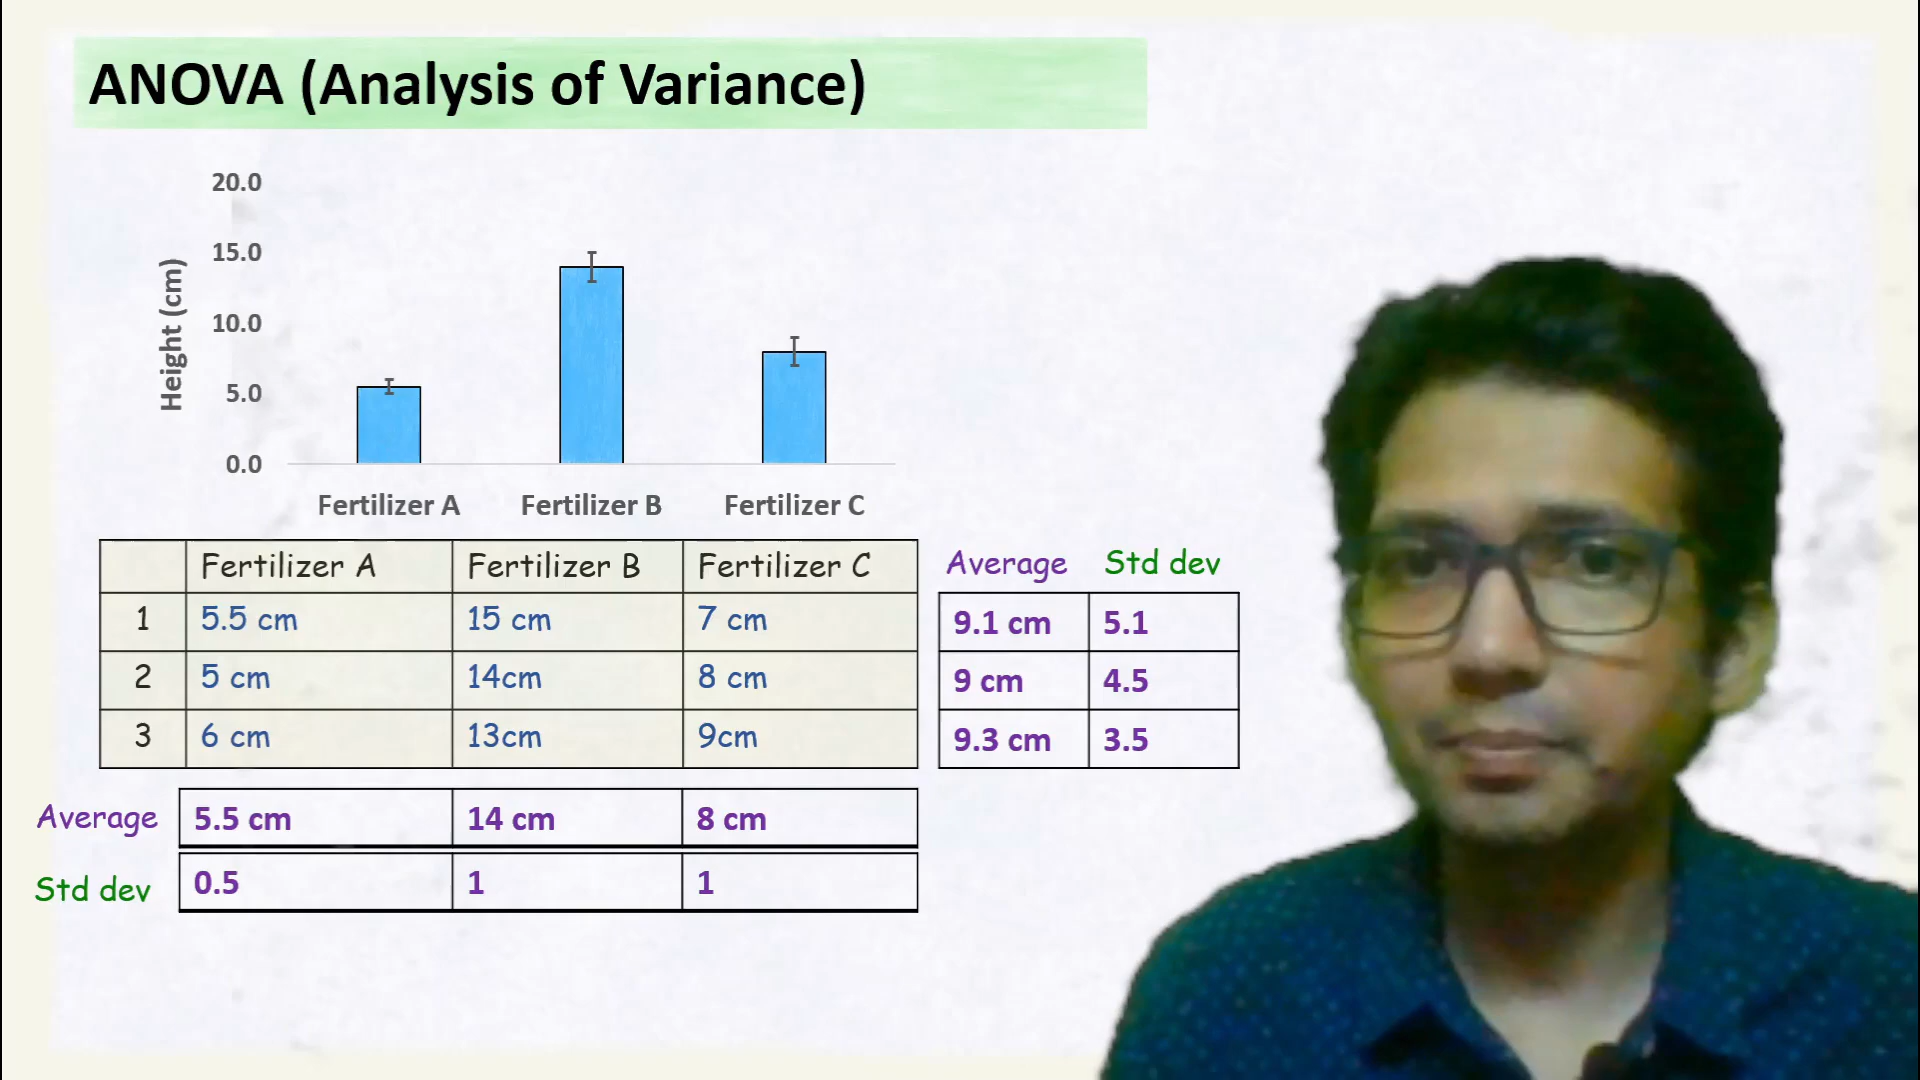 ANOVA (Analysis of Variance)
20.0
15.0
10.0
5.0
0.0
Height (cm)
Fertilizer A Fertilizer B Fertilizer C
Fertilizer A Fertilizer B Fertilizer C Average Std dev
1 5.5 cm 15 cm 7 cm 9.1 cm 5.1
2 5 cm 14cm 8 cm 9 cm 4.5
3 6 cm 13cm 9cm 9.3 cm 3.5
Average 5.5 cm 14 cm 8 cm
Std dev 0.5 1 1